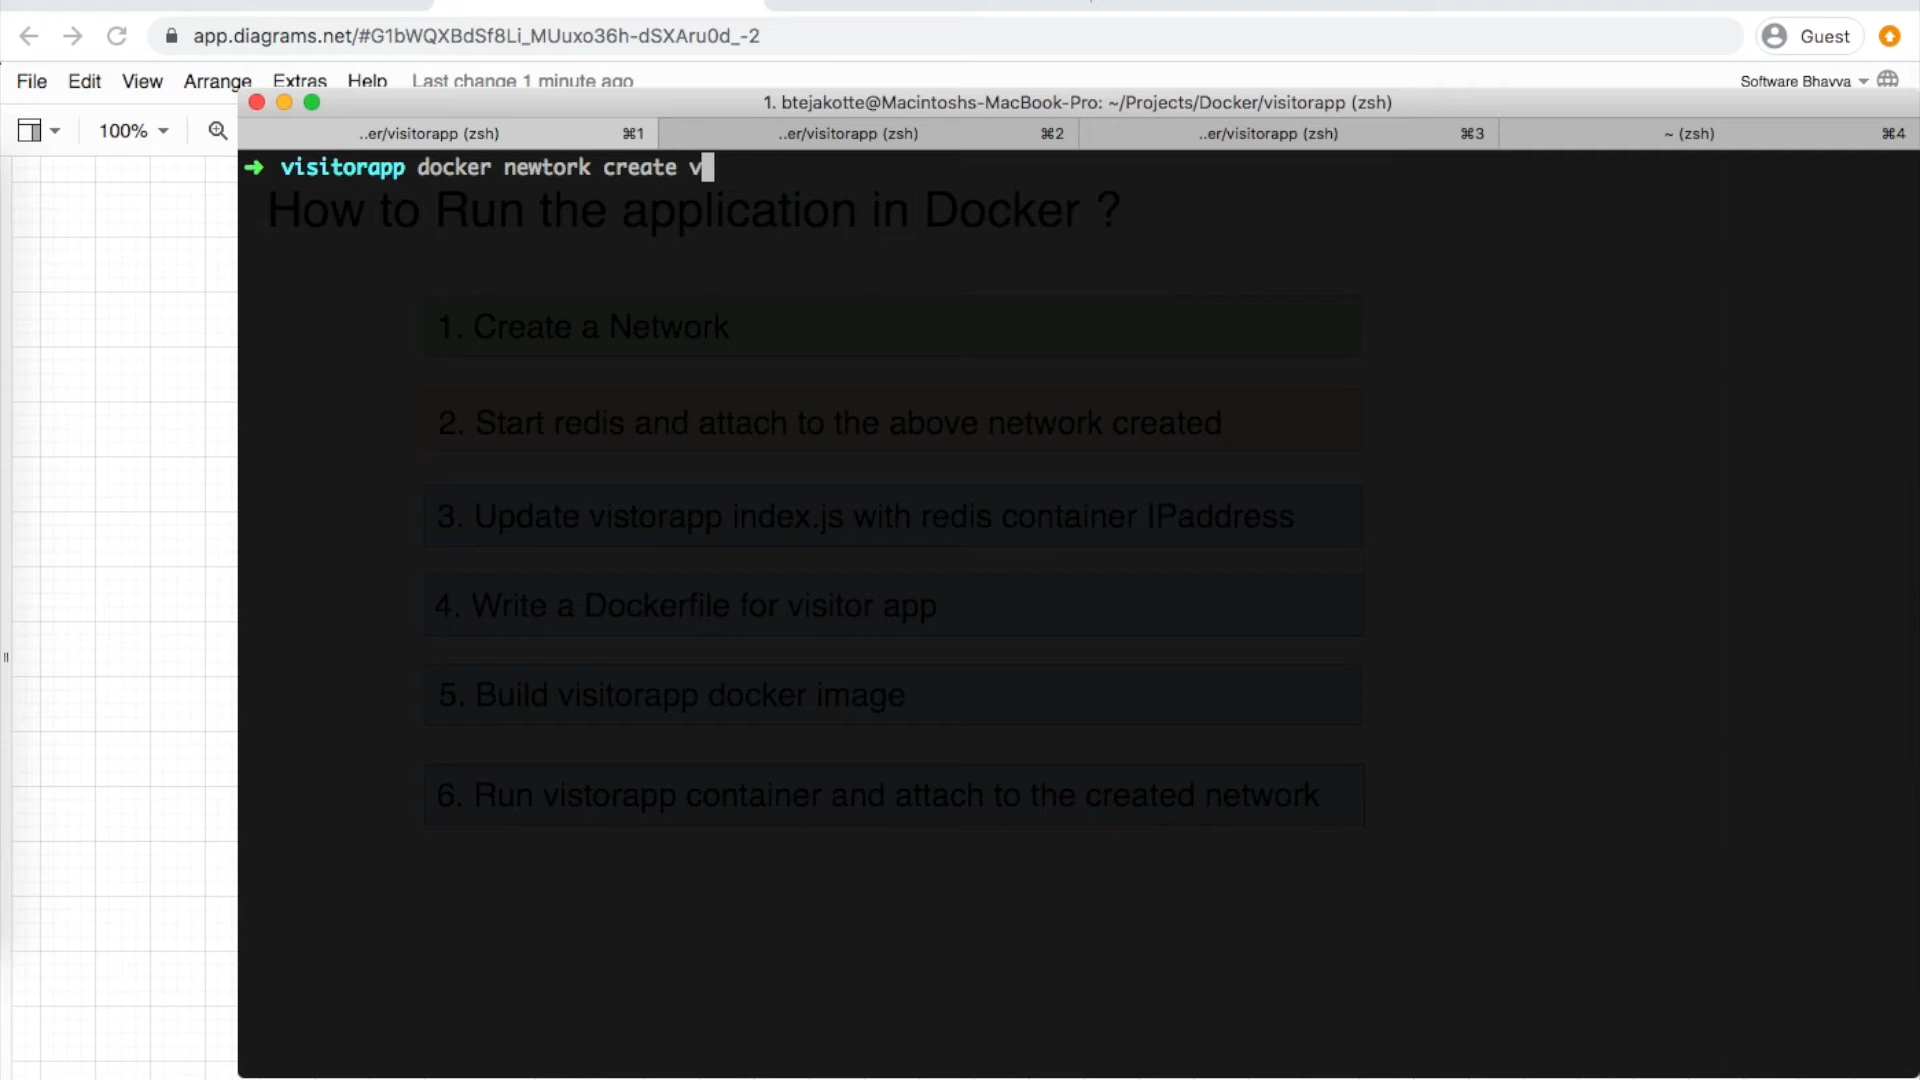 app.diagrams.net/#G1bWQXBdSf8Li_MUuxo36h-dSXAru0d_-2
Guest
File Edit View Arrange Extras Help Last change 1 minute ago
Software Bhavva
1. btejakotte@Macintoshs-MacBook-Pro: ~/Projects/Docker/visitorapp (zsh)
100%
..er/visitorapp (zsh) ⌘1 ..er/visitorapp (zsh) ⌘2 ..er/visitorapp (zsh) ⌘3 ~ (zsh) ⌘4
➜ visitorapp docker newtork create v
How to Run the application in Docker ?
1. Create a Network
2. Start redis and attach to the above network created
3. Update vistorapp index.js with redis container IPaddress
4. Write a Dockerfile for visitor app
5. Build visitorapp docker image
6. Run vistorapp container and attach to the created network